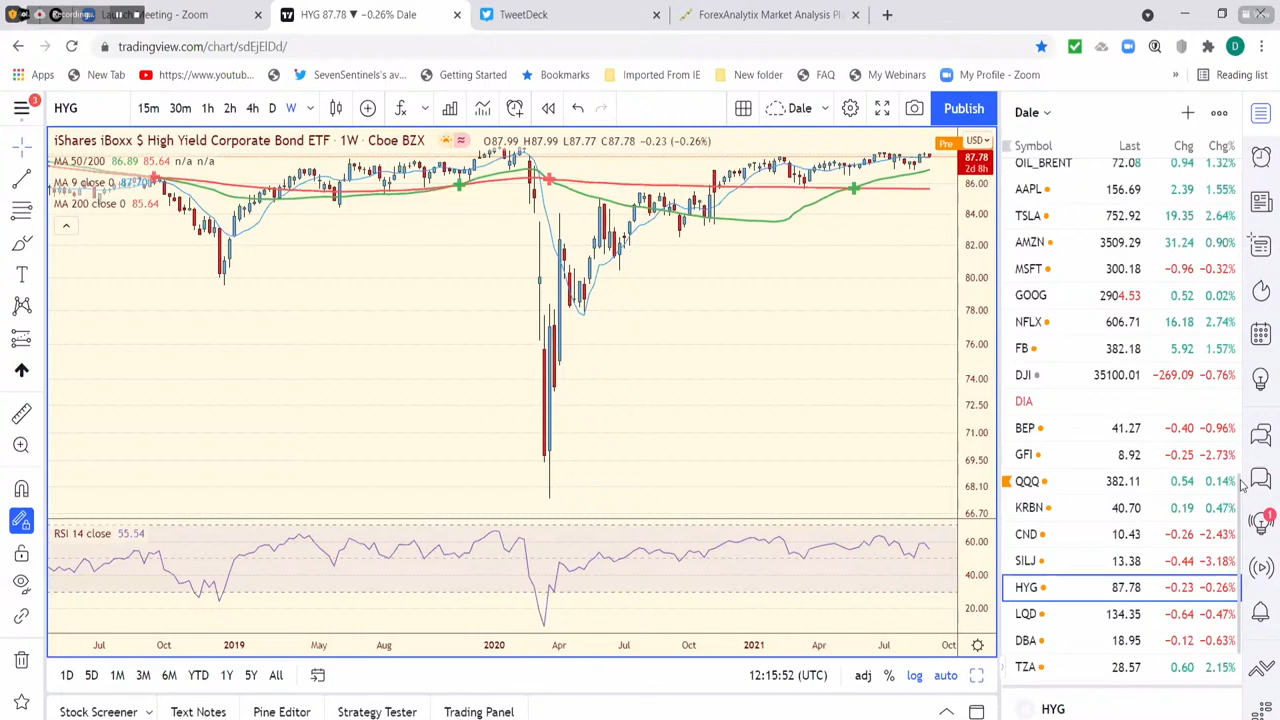 Recording...
Meeting - Zoom
HYG 87.78 ▼ −0.26% Dale
TweetDeck
ForexAnalytix Market Analysis Pl
tradingview.com/chart/sdEjElDd/
D
Apps
New Tab
https://www.youtub...
SevenSentinels's av...
Getting Started
Bookmarks
Imported From IE
New folder
FAQ
My Webinars
My Profile - Zoom
»
Reading list
3
HYG
15m 30m 1h 2h 4h D W
Dale
Publish
Dale
iShares iBoxx $ High Yield Corporate Bond ETF · 1W · Cboe BZX
O87.99 H87.99 L87.77 C87.78 −0.23 (−0.26%)
MA 50/200 86.89 85.64 n/a n/a
MA 9 close 0 87.70
MA 200 close 0 85.64
Pre
USD
87.78
2d 8h
86.00
84.00
82.00
80.00
78.00
76.00
74.00
72.50
71.00
69.50
68.10
66.70
RSI 14 close 55.54
60.00
40.00
20.00
Jul Oct 2019 May Aug 2020 Apr Jul Oct 2021 Apr Jul Oct
1D 5D 1M 3M 6M YTD 1Y 5Y All
12:15:52 (UTC)
adj % log auto
Stock Screener
Text Notes
Pine Editor
Strategy Tester
Trading Panel
Symbol Last Chg Chg%
OIL_BRENT 72.08 0.94 1.32%
AAPL 156.69 2.39 1.55%
TSLA 752.92 19.35 2.64%
AMZN 3509.29 31.24 0.90%
MSFT 300.18 −0.96 −0.32%
GOOG 2904.53 0.52 0.02%
NFLX 606.71 16.18 2.74%
FB 382.18 5.92 1.57%
DJI 35100.01 −269.09 −0.76%
DIA
BEP 41.27 −0.40 −0.96%
GFI 8.92 −0.25 −2.73%
QQQ 382.11 0.54 0.14%
KRBN 40.70 0.19 0.47%
CND 10.43 −0.26 −2.43%
SILJ 13.38 −0.44 −3.18%
HYG 87.78 −0.23 −0.26%
LQD 134.35 −0.64 −0.47%
DBA 18.95 −0.12 −0.63%
TZA 28.57 0.60 2.15%
HYG
1